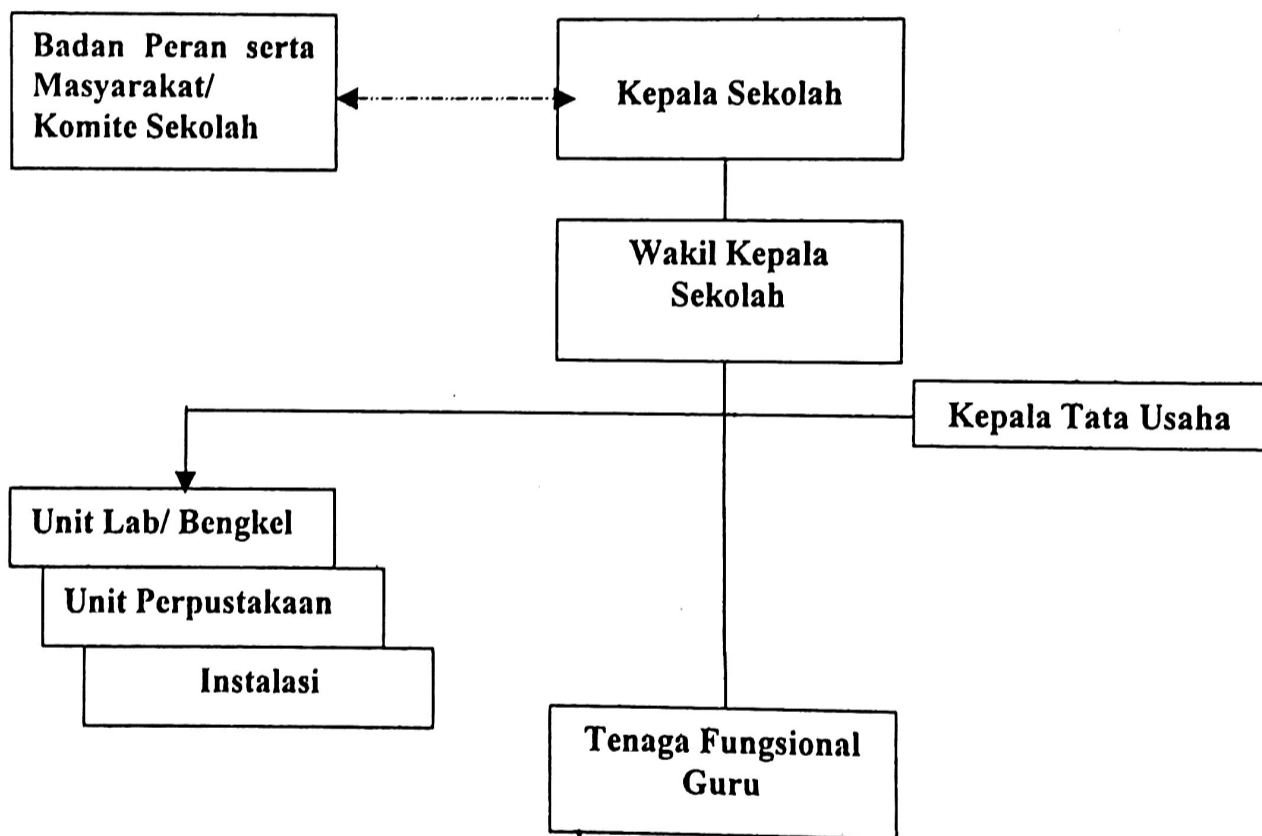 Badan Peran serta
Masyarakat/
Komite Sekolah
Kepala Sekolah
Wakil Kepala
Sekolah
Kepala Tata Usaha
Unit Lab/ Bengkel
Unit Perpustakaan
Instalasi
Tenaga Fungsional
Guru